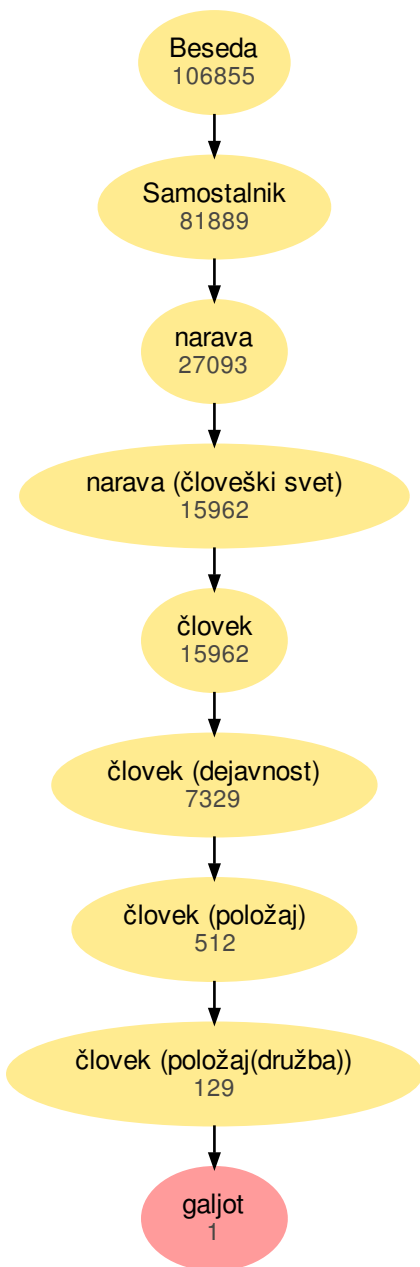 Beseda
106855
Samostalnik
81889
narava
27093
narava (človeški svet)
15962
človek
15962
človek (dejavnost)
7329
človek (položaj)
512
človek (položaj(družba))
129
galjot
1